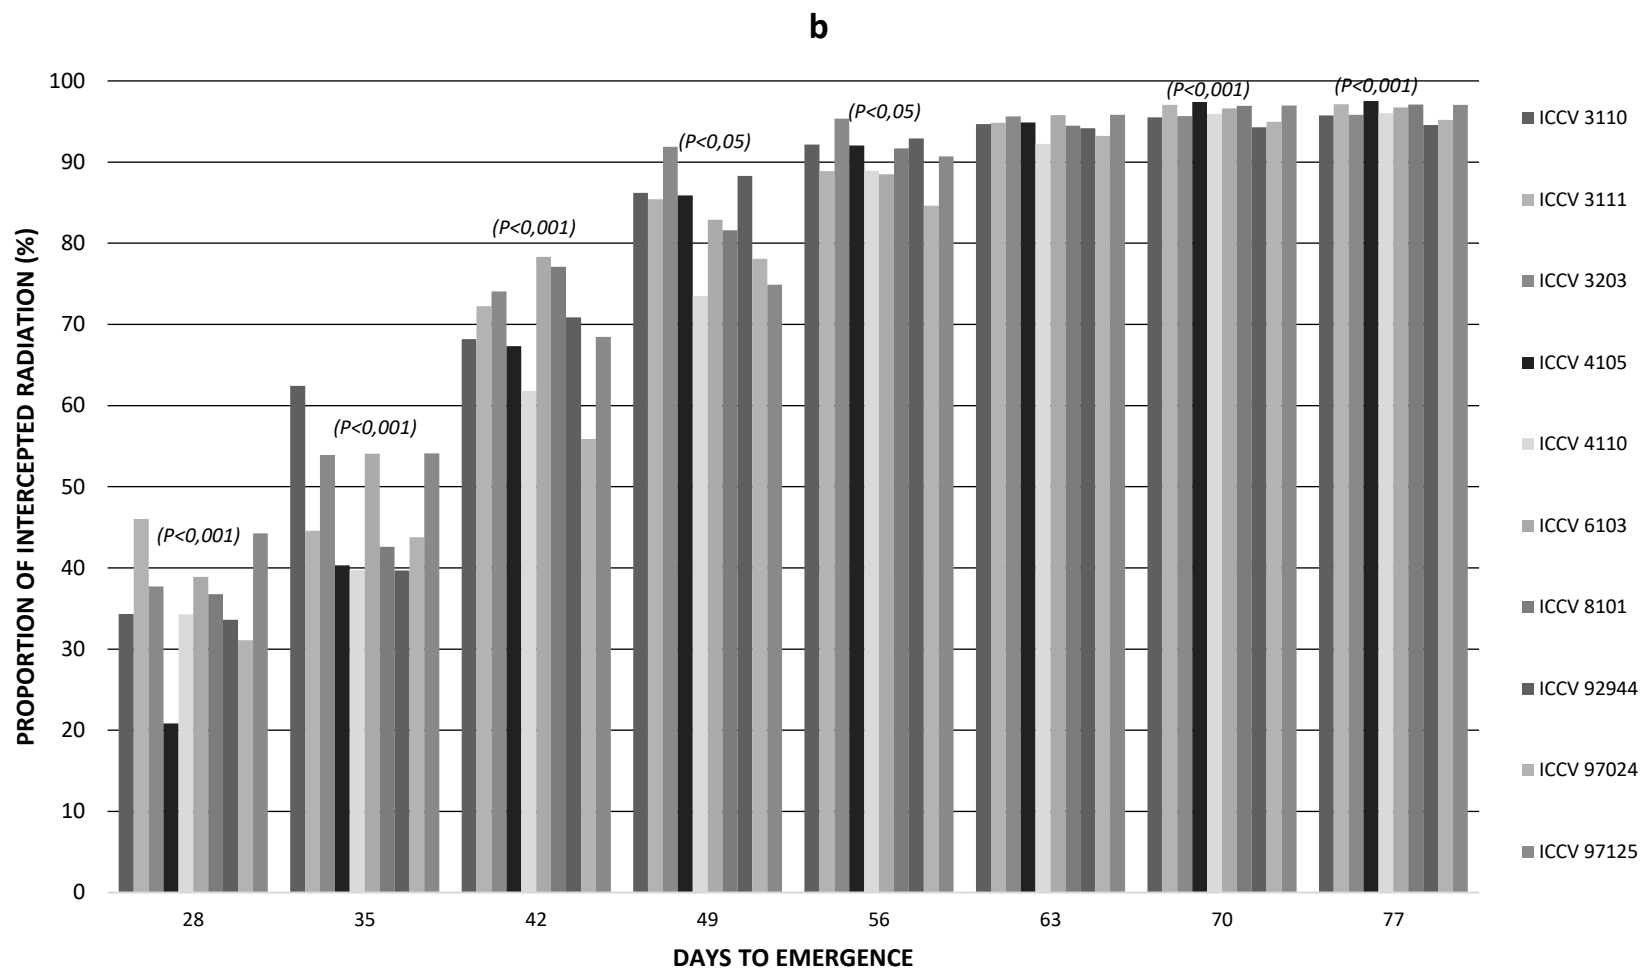 b
PROPORTION OF INTERCEPTED RADIATION (%)
100
90
80
70
60
50
40
30
20
10
0
(P<0,001)
(P<0,001)
(P<0,001)
(P<0,05)
(P<0,05)
(P<0,001)
(P<0,001)
28
35
42
49
56
63
70
77
DAYS TO EMERGENCE
ICCV 3110
ICCV 3111
ICCV 3203
ICCV 4105
ICCV 4110
ICCV 6103
ICCV 8101
ICCV 92944
ICCV 97024
ICCV 97125